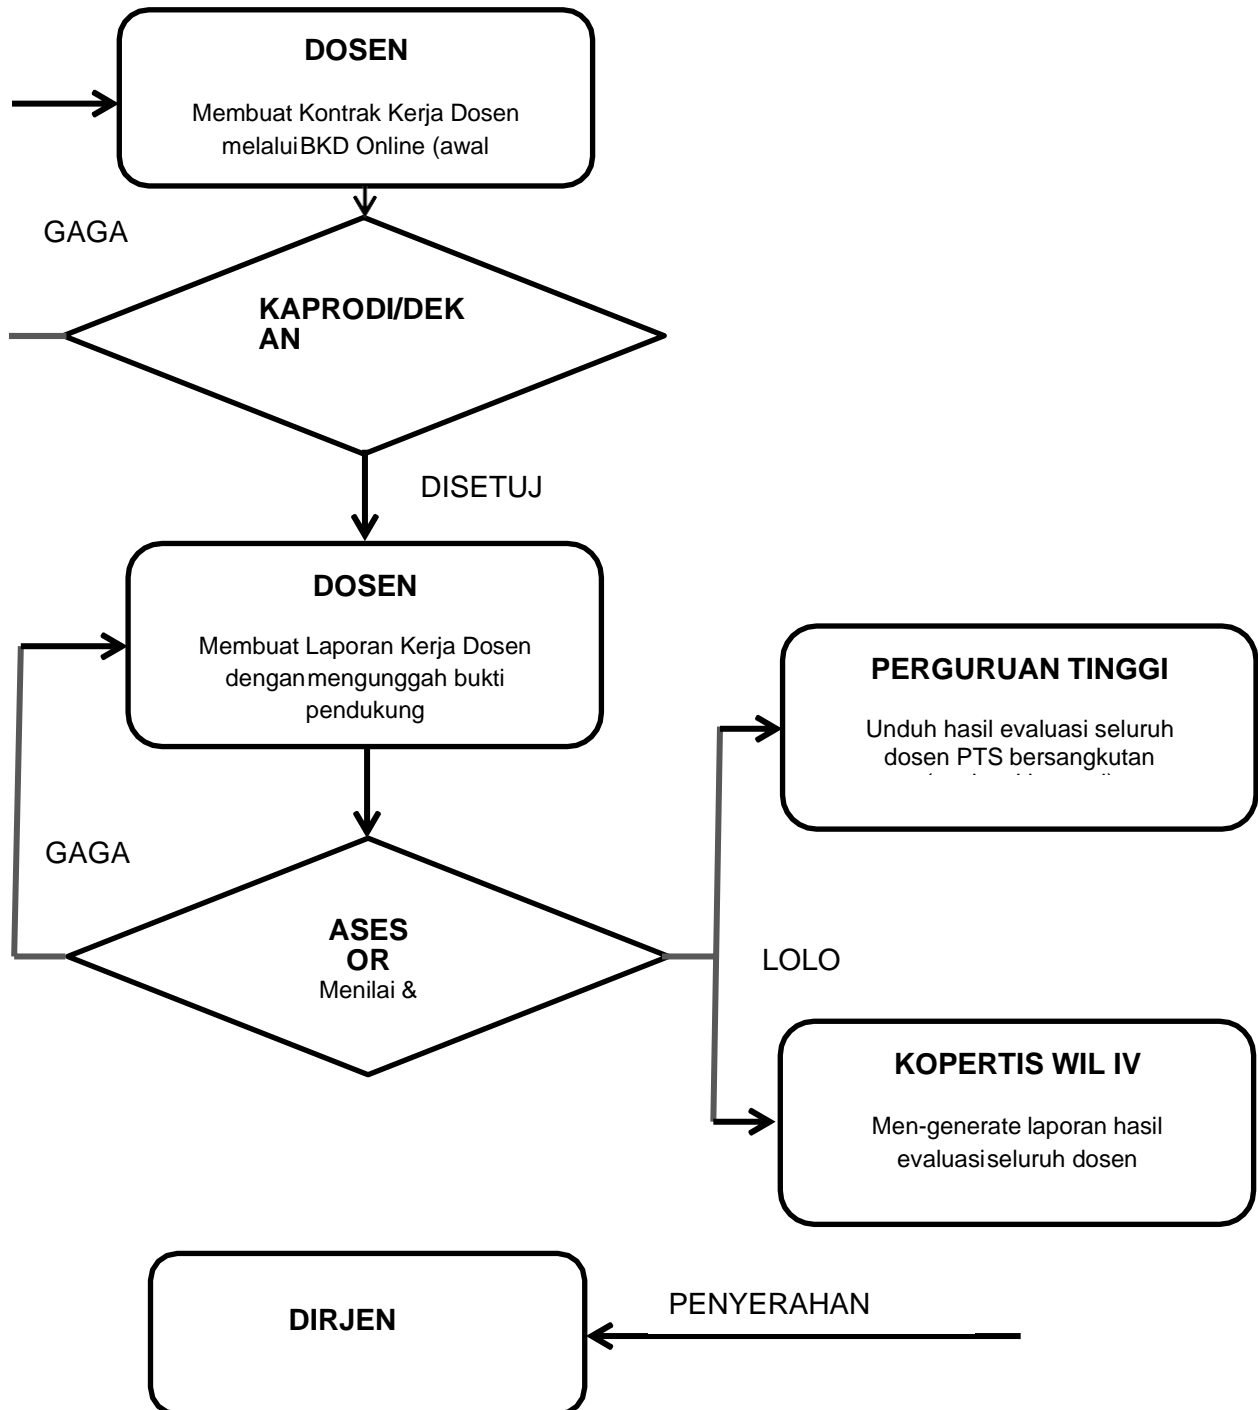 DOSEN
Membuat Kontrak Kerja Dosen
melaluiBKD Online (awal
GAGA
KAPRODI/DEK
AN
DISETUJ
DOSEN
Membuat Laporan Kerja Dosen
denganmengunggah bukti
pendukung
PERGURUAN TINGGI
Unduh hasil evaluasi seluruh
dosen PTS bersangkutan
GAGA
ASES
OR
Menilai &
LOLO
KOPERTIS WIL IV
Men-generate laporan hasil
evaluasiseluruh dosen
PENYERAHAN
DIRJEN